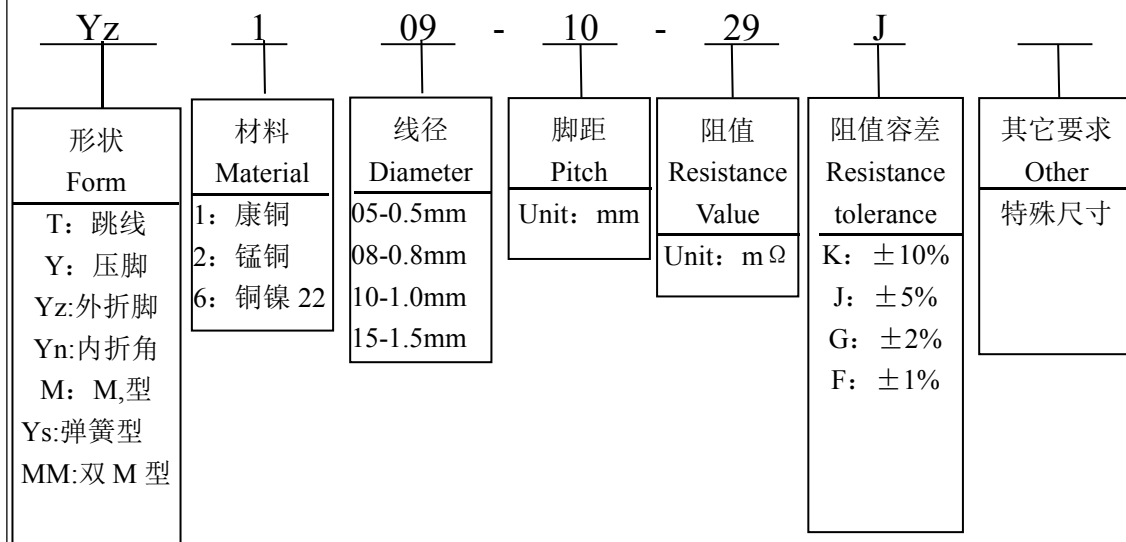 Yz 1 09 - 10 - 29 J
形状
Form
T：跳线
Y：压脚
Yz:外折脚
Yn:内折角
M：M,型
Ys:弹簧型
MM:双 M 型
材料
Material
1：康铜
2：锰铜
6：铜镍 22
线径
Diameter
05-0.5mm
08-0.8mm
10-1.0mm
15-1.5mm
脚距
Pitch
Unit：mm
阻值
Resistance
Value
Unit：mΩ
阻值容差
Resistance
tolerance
K：±10%
J：±5%
G：±2%
F：±1%
其它要求
Other
特殊尺寸